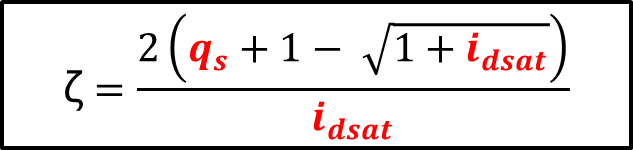 ζ = 2 ( q_s + 1 − √(1 + i_dsat) ) / i_dsat